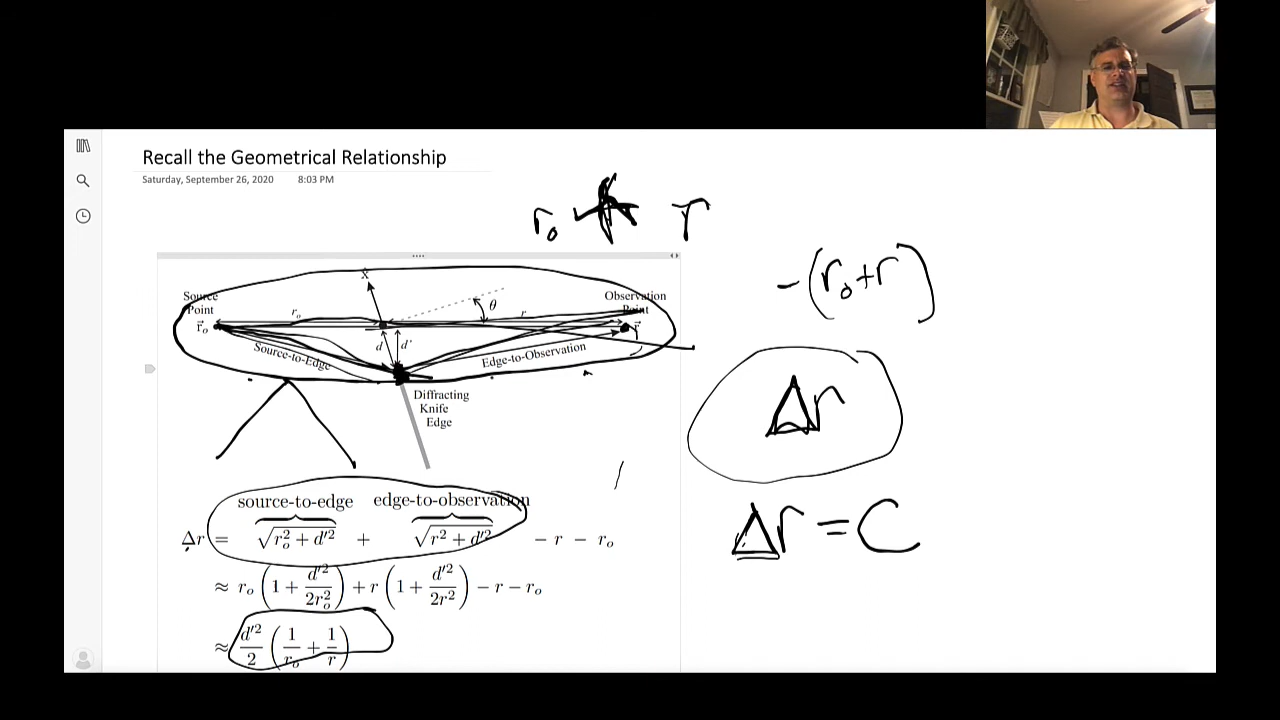 Recall the Geometrical Relationship
Saturday, September 26, 2020 8:03 PM
r₀ r
-(r₀+r)
x̂
Source Point r⃗ₒ
rₒ
θ
r
Observation Point r⃗
d d'
Source-to-Edge
Edge-to-Observation
Diffracting Knife Edge
Δr
Δr = C
source-to-edge edge-to-observation
Δr = √(rₒ² + d'²) + √(r² + d'²) − r − rₒ
≈ rₒ (1 + d'²/2rₒ²) + r (1 + d'²/2r²) − r − rₒ
≈ d'²/2 (1/rₒ + 1/r)